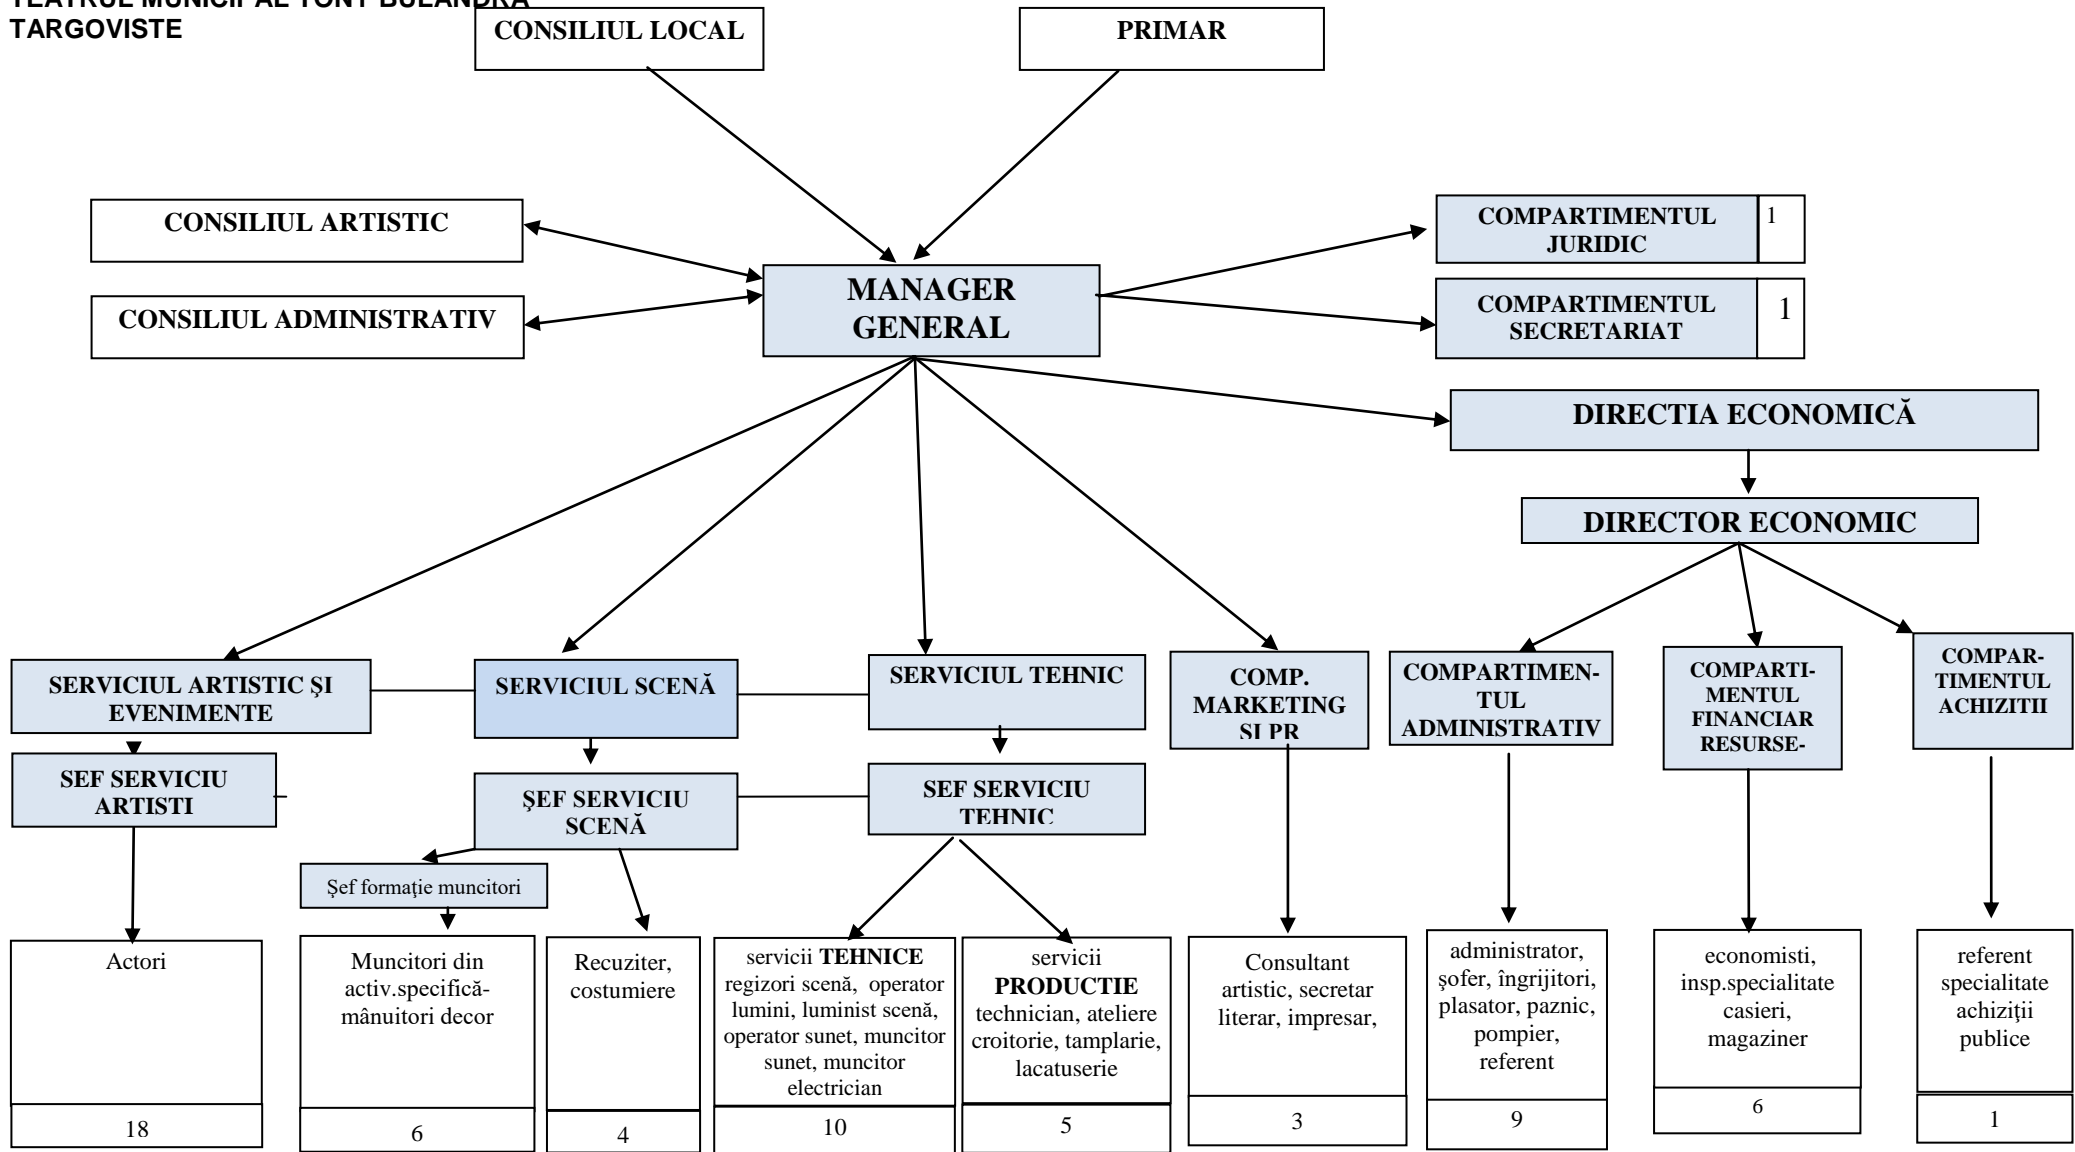 TEATRUL MUNICIPAL TONY BULANDRA
TARGOVISTE
CONSILIUL LOCAL
PRIMAR
CONSILIUL ARTISTIC
CONSILIUL ADMINISTRATIV
MANAGER
GENERAL
COMPARTIMENTUL
JURIDIC
1
COMPARTIMENTUL
SECRETARIAT
1
DIRECTIA ECONOMICĂ
DIRECTOR ECONOMIC
SERVICIUL ARTISTIC ŞI
EVENIMENTE
SERVICIUL SCENĂ
SERVICIUL TEHNIC
COMP.
MARKETING
SI PR
COMPARTIMEN-
TUL
ADMINISTRATIV
COMPARTI-
MENTUL
FINANCIAR
RESURSE-
COMPAR-
TIMENTUL
ACHIZITII
SEF SERVICIU
ARTISTI
ŞEF SERVICIU
SCENĂ
SEF SERVICIU
TEHNIC
Şef formaţie muncitori
Actori
18
Muncitori din
activ.specifică-
mânuitori decor
6
Recuziter,
costumiere
4
servicii TEHNICE
regizori scenă, operator
lumini, luminist scenă,
operator sunet, muncitor
sunet, muncitor
electrician
10
servicii
PRODUCTIE
technician, ateliere
croitorie, tamplarie,
lacatuserie
5
Consultant
artistic, secretar
literar, impresar,
3
administrator,
şofer, îngrijitori,
plasator, paznic,
pompier,
referent
9
economisti,
insp.specialitate
casieri,
magaziner
6
referent
specialitate
achiziţii
publice
1